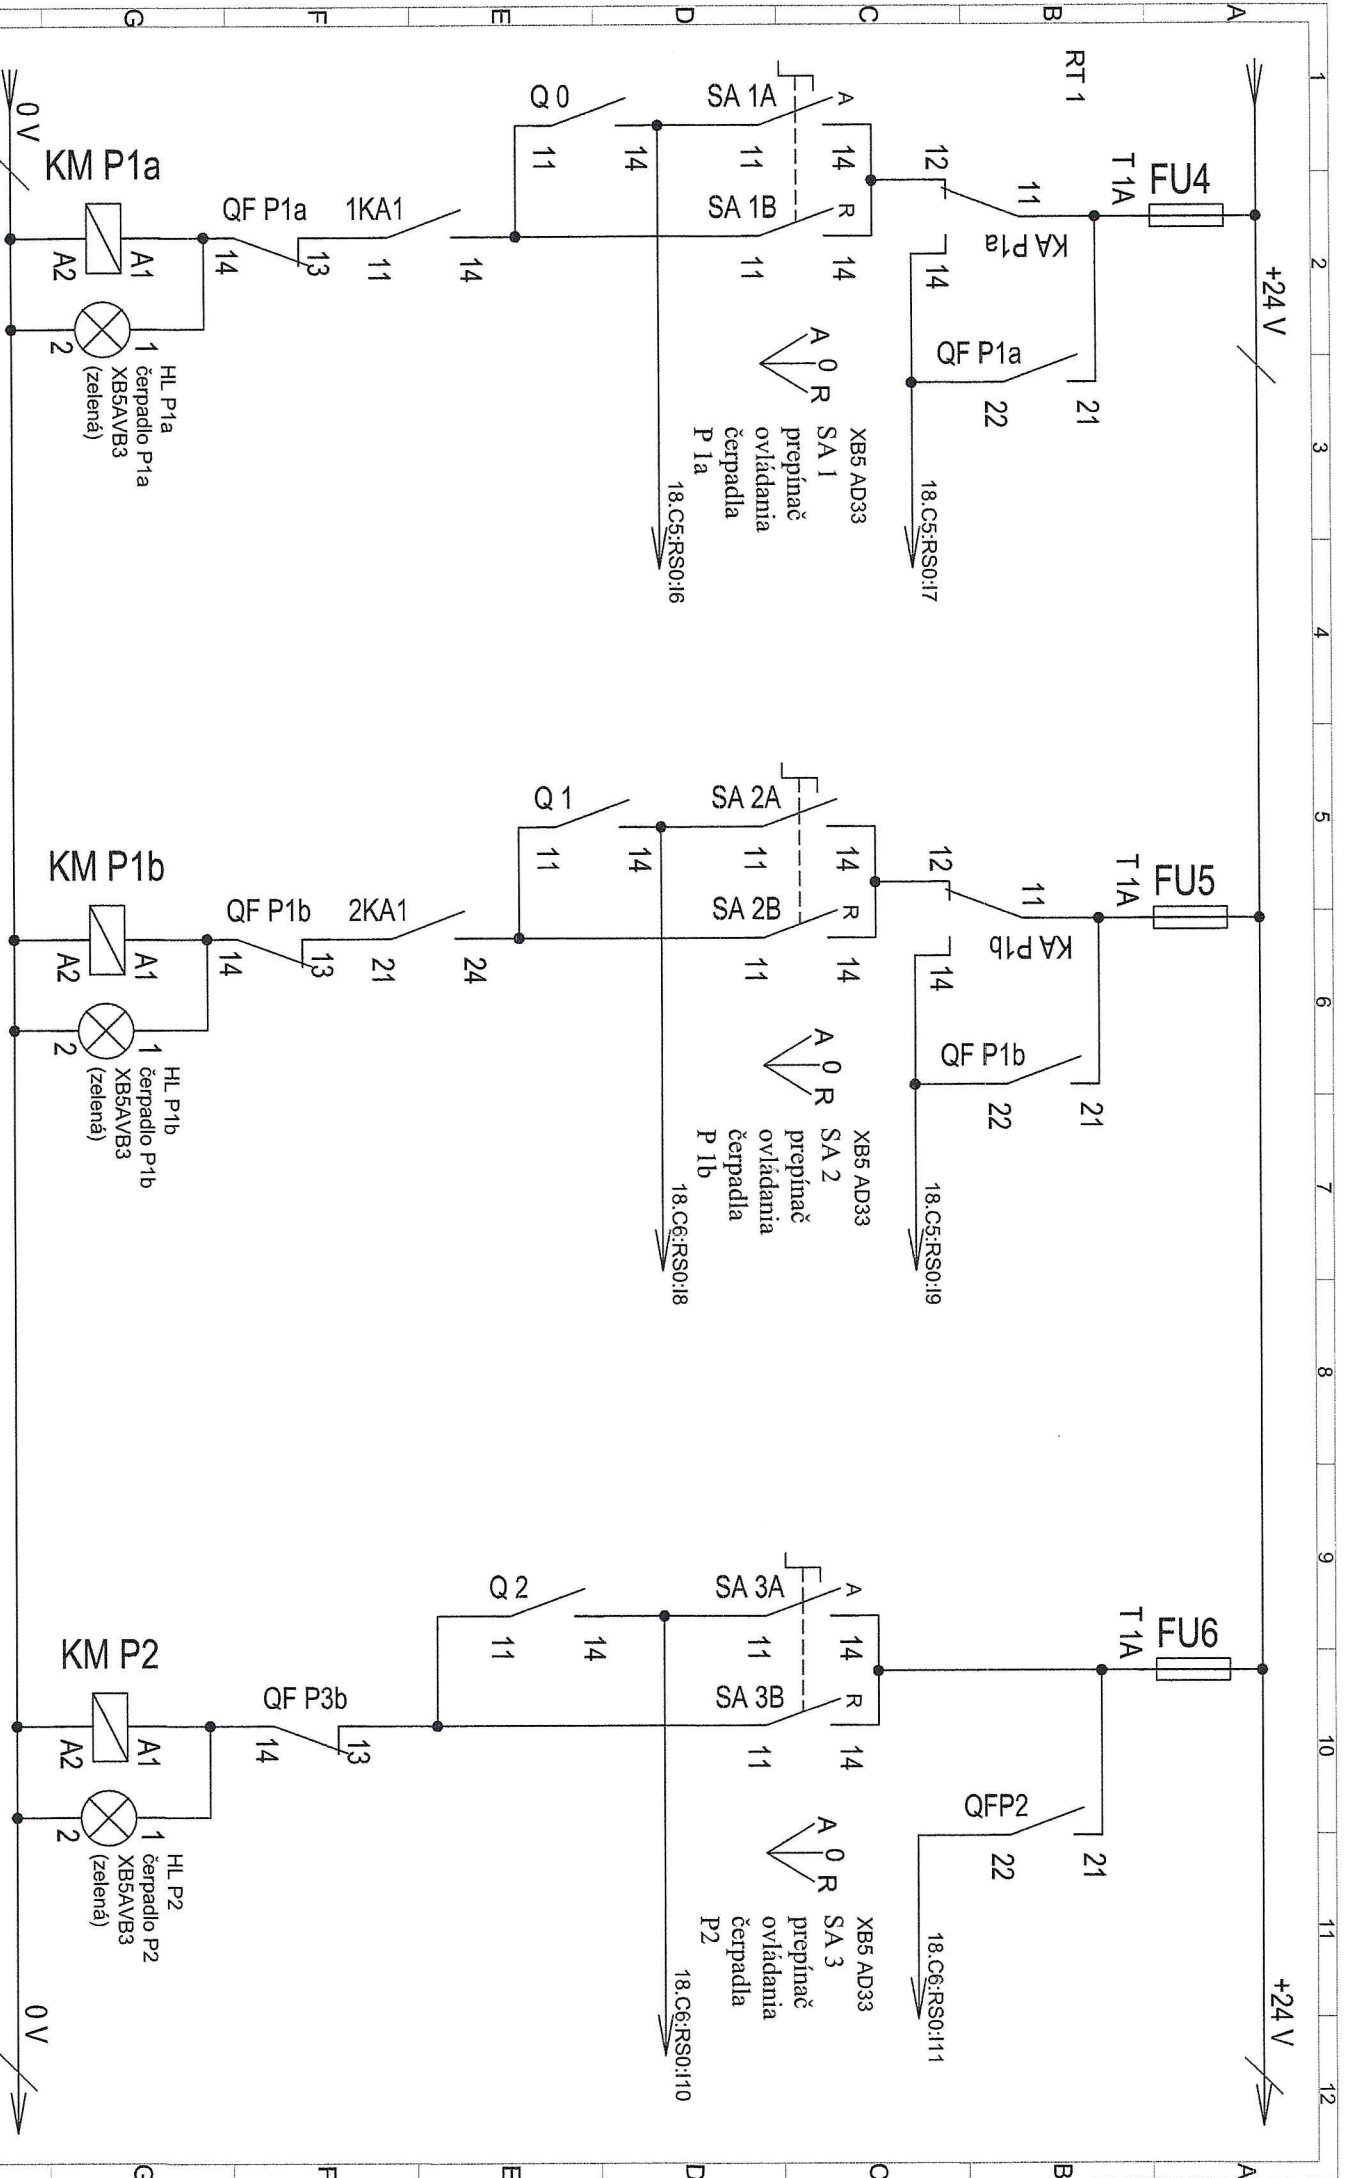 1
2
3
4
5
6
7
8
9
10
11
12
A
B
C
D
E
F
G
RT 1
+24 V
+24 V
FU4
T 1A
11
KA P1a
12
14
QF P1a
21
22
18.C5:RS0:I7
A
14
R
14
SA 1A
11
SA 1B
11
A 0 R
XB5 AD33
SA 1
prepínač
ovládania
čerpadla
P 1a
18.C5:RS0:I6
Q 0
14
11
14
1KA1
11
13
QF P1a
14
KM P1a
A1
A2
1
2
HL P1a
čerpadlo P1a
XB5AVB3
(zelená)
FU5
T 1A
11
KA P1b
12
14
QF P1b
21
22
18.C5:RS0:I9
14
R
14
SA 2A
11
SA 2B
11
A 0 R
XB5 AD33
SA 2
prepínač
ovládania
čerpadla
P 1b
18.C6:RS0:I8
Q 1
14
11
24
2KA1
21
13
QF P1b
14
KM P1b
A1
A2
1
2
HL P1b
čerpadlo P1b
XB5AVB3
(zelená)
FU6
T 1A
QFP2
21
22
18.C6:RS0:I11
A
14
R
14
SA 3A
11
SA 3B
11
A 0 R
XB5 AD33
SA 3
prepínač
ovládania
čerpadla
P2
18.C6:RS0:I10
Q 2
14
11
13
QF P3b
14
KM P2
A1
A2
1
2
HL P2
čerpadlo P2
XB5AVB3
(zelená)
0 V
0 V
A
B
C
D
E
F
G